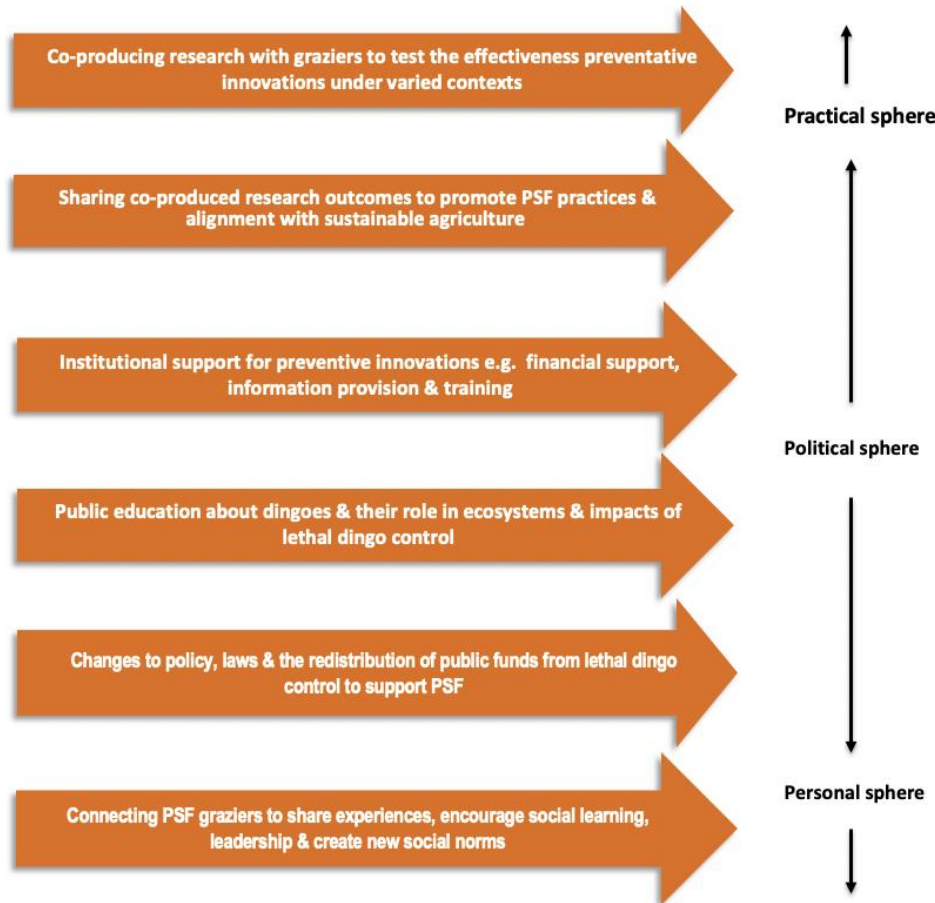 Co-producing research with graziers to test the effectiveness preventative
innovations under varied contexts
Practical sphere
Sharing co-produced research outcomes to promote PSF practices &
alignment with sustainable agriculture
Institutional support for preventive innovations e.g. financial support,
information provision & training
Political sphere
Public education about dingoes & their role in ecosystems & impacts of
lethal dingo control
Changes to policy, laws & the redistribution of public funds from lethal dingo
control to support PSF
Personal sphere
Connecting PSF graziers to share experiences, encourage social learning,
leadership & create new social norms